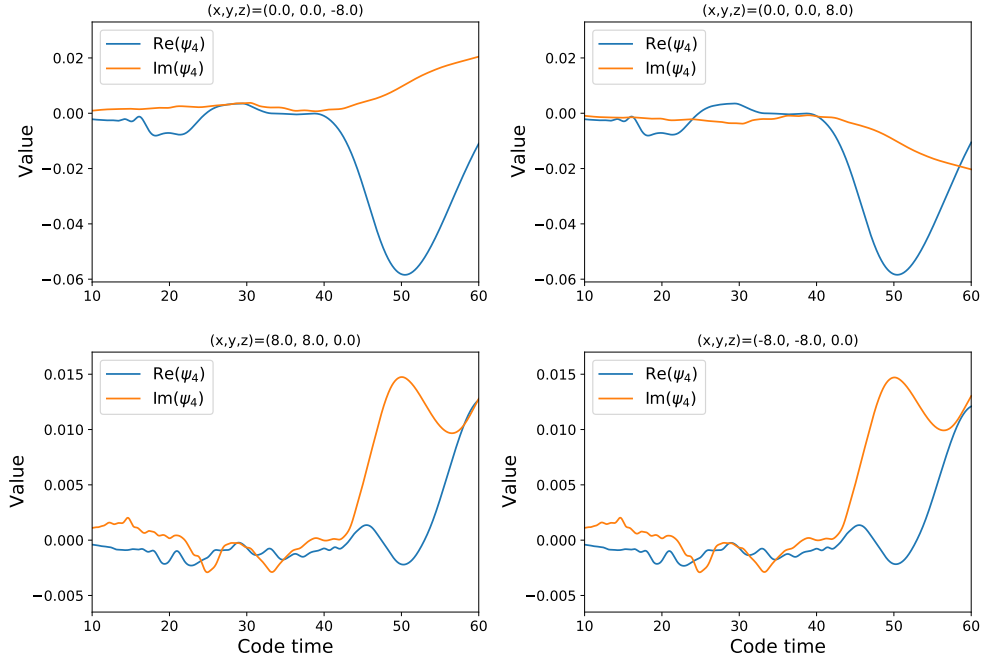 (x,y,z)=(0.0, 0.0, -8.0)
Re(ψ4)
Im(ψ4)
0.02
0.00
−0.02
−0.04
−0.06
Value
10 20 30 40 50 60
(x,y,z)=(0.0, 0.0, 8.0)
Re(ψ4)
Im(ψ4)
0.02
0.00
−0.02
−0.04
−0.06
Value
10 20 30 40 50 60
(x,y,z)=(8.0, 8.0, 0.0)
Re(ψ4)
Im(ψ4)
0.015
0.010
0.005
0.000
−0.005
Value
10 20 30 40 50 60
Code time
(x,y,z)=(-8.0, -8.0, 0.0)
Re(ψ4)
Im(ψ4)
0.015
0.010
0.005
0.000
−0.005
Value
10 20 30 40 50 60
Code time